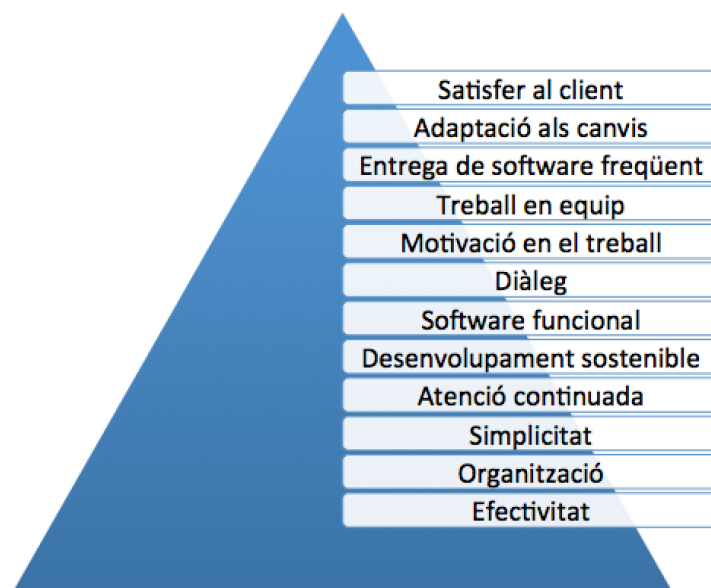 Satisfer al client
Adaptació als canvis
Entrega de software freqüent
Treball en equip
Motivació en el treball
Diàleg
Software funcional
Desenvolupament sostenible
Atenció continuada
Simplicitat
Organització
Efectivitat